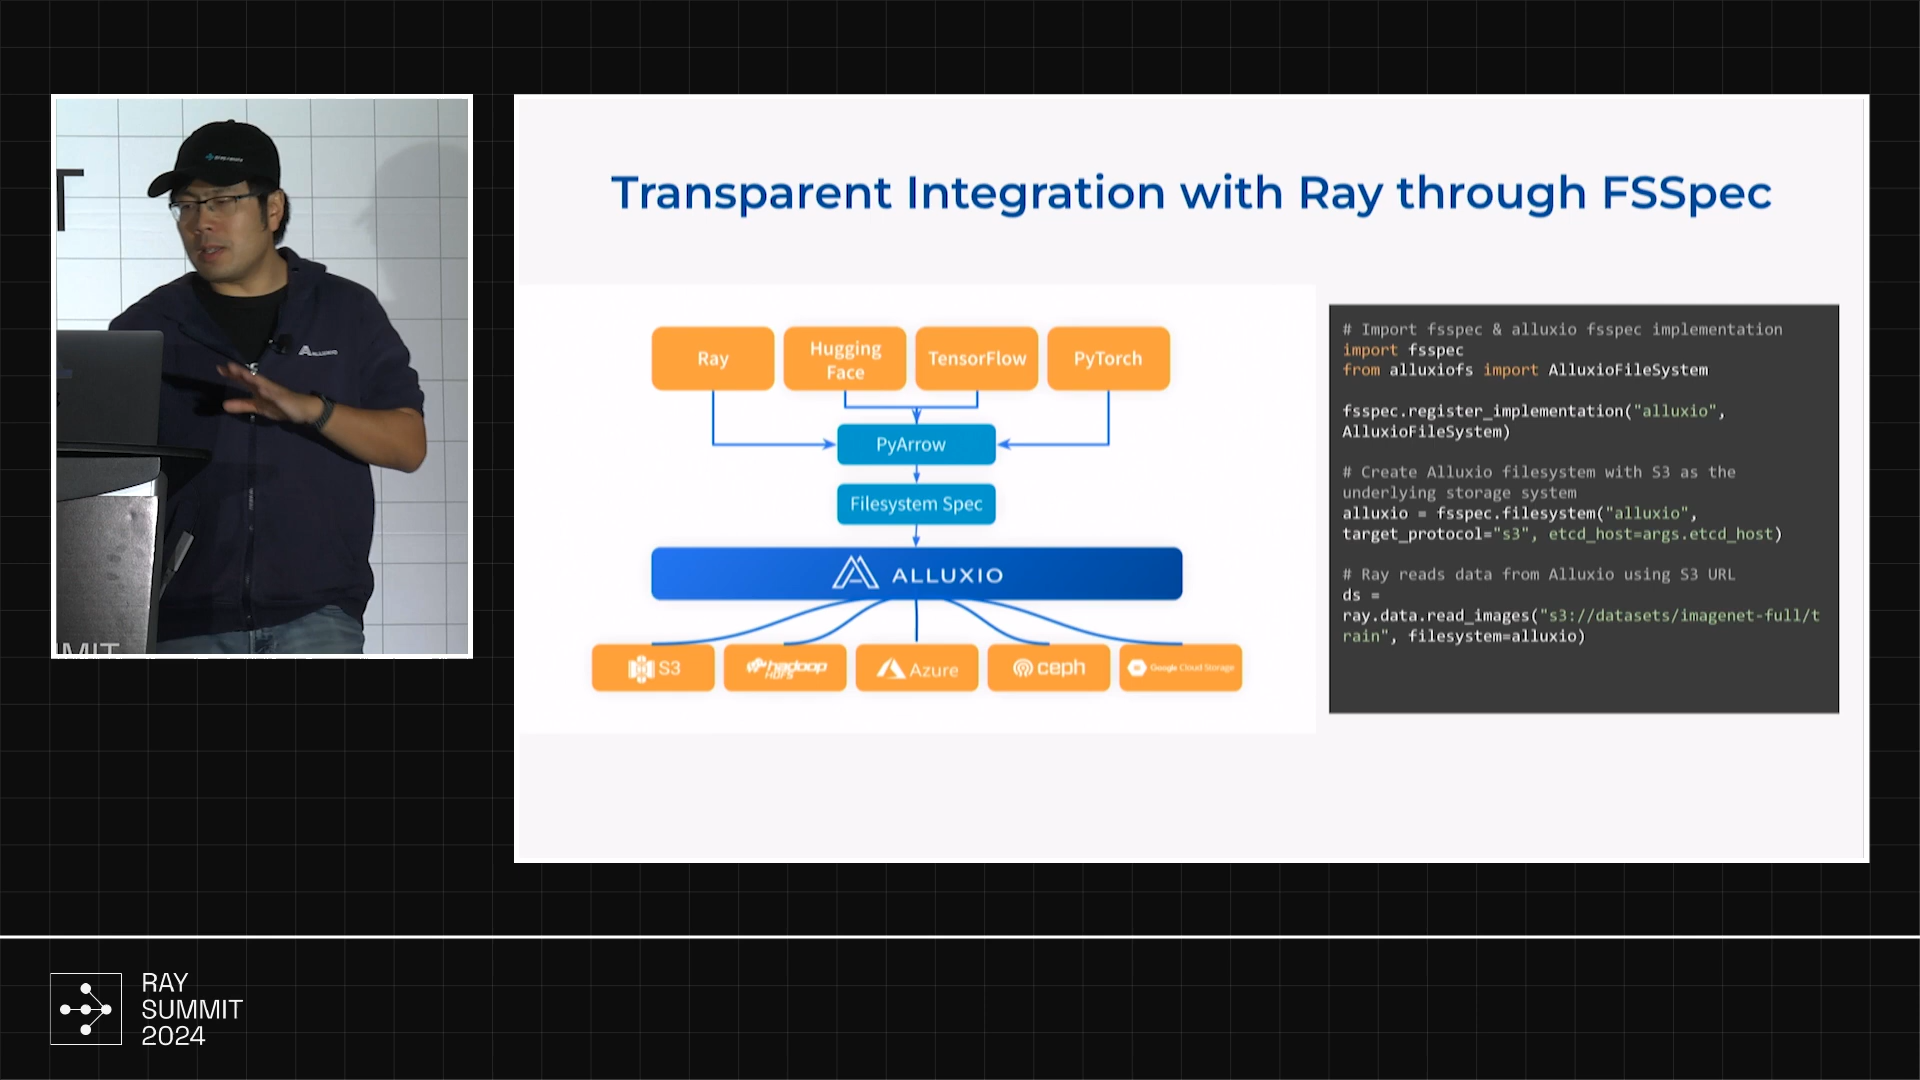 T
ALLUXIO
MIT
Transparent Integration with Ray through FSSpec
Ray
Hugging
Face
TensorFlow
PyTorch
PyArrow
Filesystem Spec
ALLUXIO
S3
hadoop
HDFS
Azure
ceph
Google Cloud Storage
# Import fsspec & alluxio fsspec implementation
import fsspec
from alluxiofs import AlluxioFileSystem
fsspec.register_implementation("alluxio",
AlluxioFileSystem)
# Create Alluxio filesystem with S3 as the
underlying storage system
alluxio = fsspec.filesystem("alluxio",
target_protocol="s3", etcd_host=args.etcd_host)
# Ray reads data from Alluxio using S3 URL
ds =
ray.data.read_images("s3://datasets/imagenet-full/t
rain", filesystem=alluxio)
RAY
SUMMIT
2024